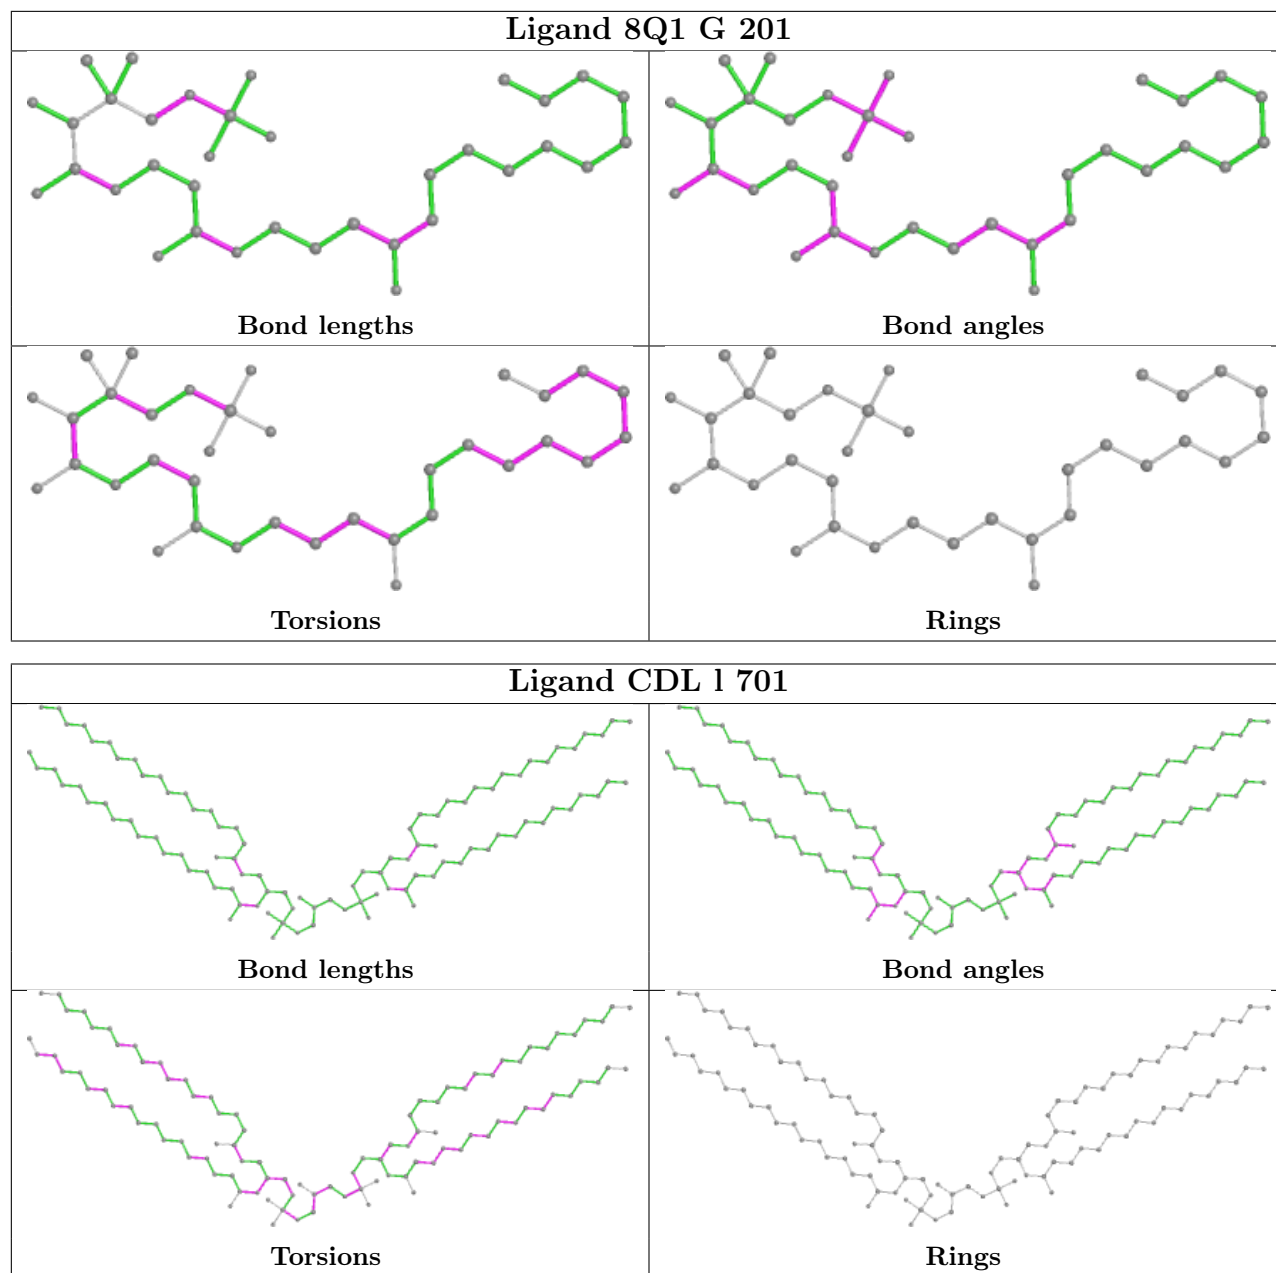 Ligand 8Q1 G 201
Bond lengths
Bond angles
Torsions
Rings
Ligand CDL l 701
Bond lengths
Bond angles
Torsions
Rings